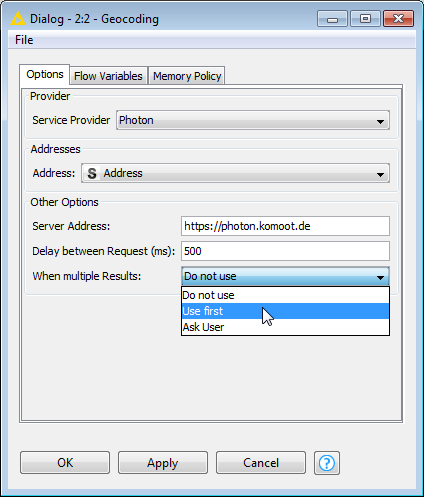 Dialog - 2:2 - Geocoding
File
Options Flow Variables Memory Policy
Provider
Service Provider Photon
Addresses
Address: S Address
Other Options
Server Address: https://photon.komoot.de
Delay between Request (ms): 500
When multiple Results: Do not use
Do not use
Use first
Ask User
OK Apply Cancel ?